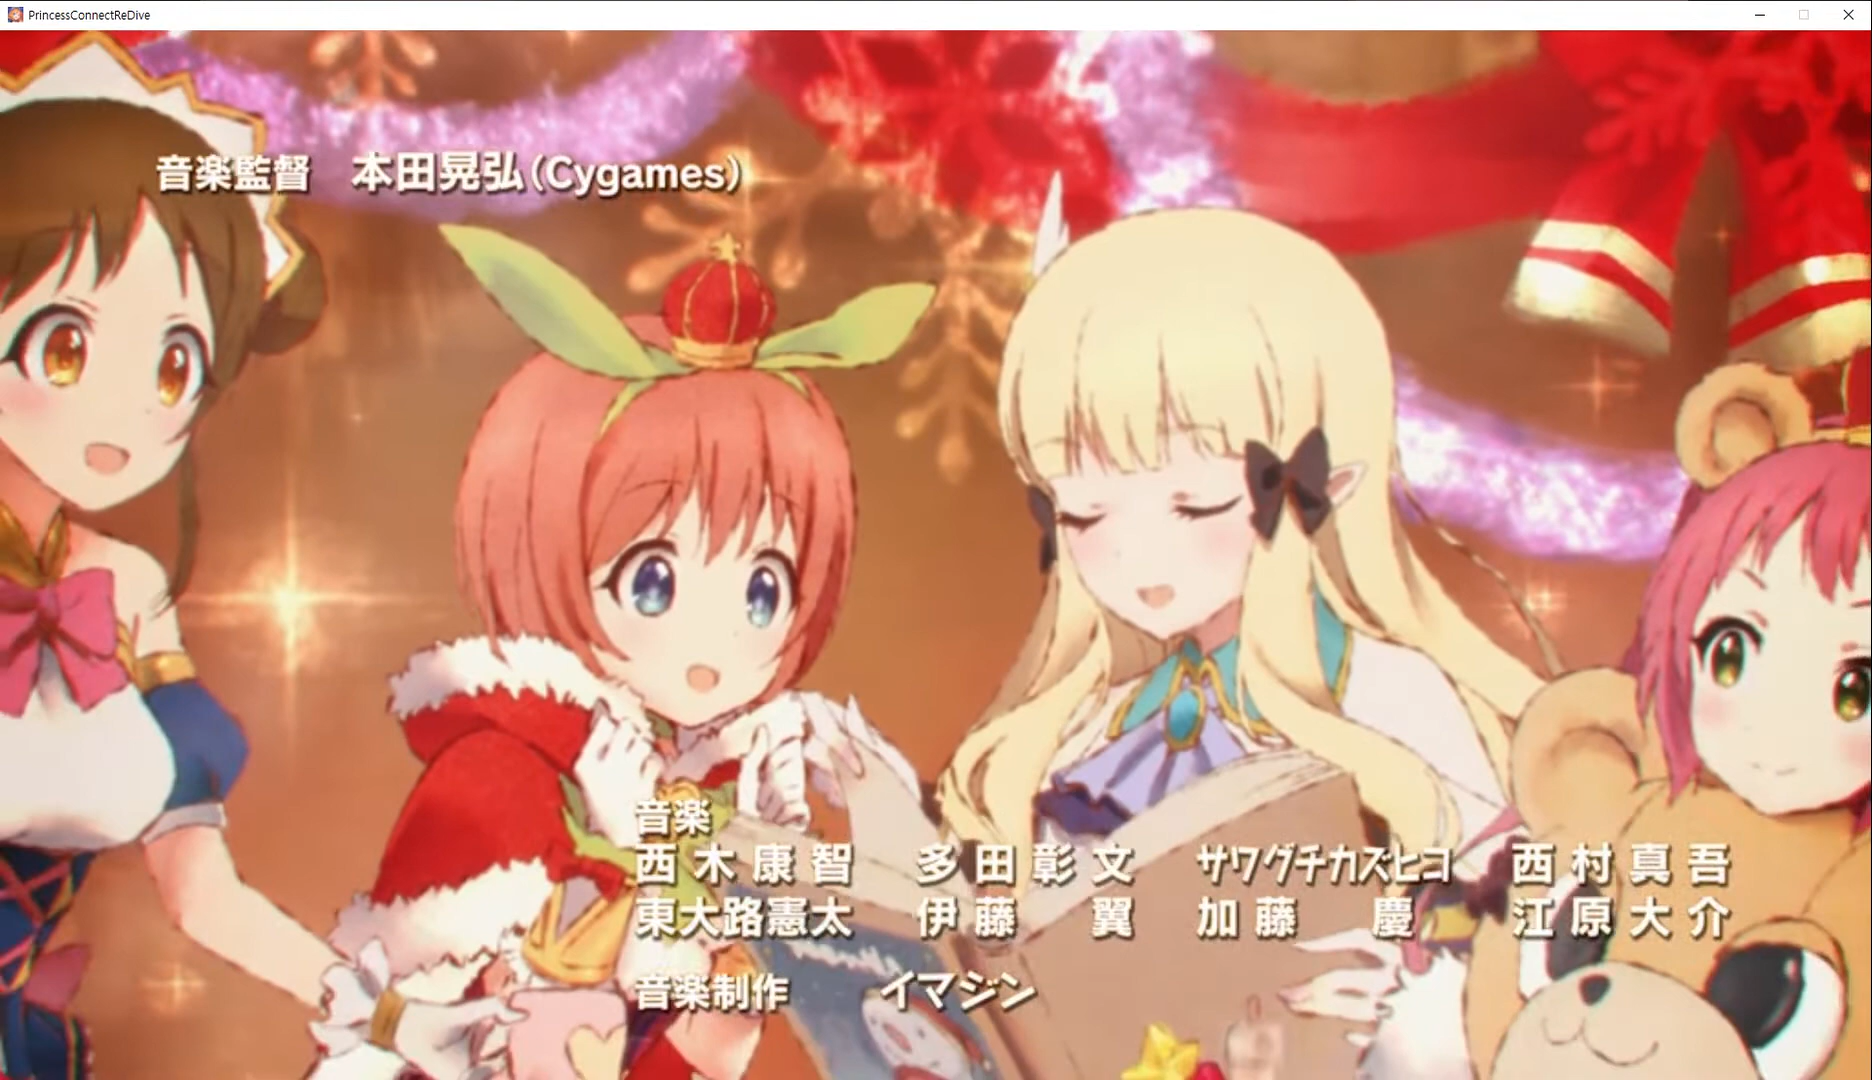 PrincessConnectReDive
音楽監督 本田晃弘(Cygames)
音楽
西木康智 多田彰文 サワグチカズヒコ 西村真吾
東大路憲太 伊藤 翼 加藤 慶 江原大介
音楽制作 イマジン